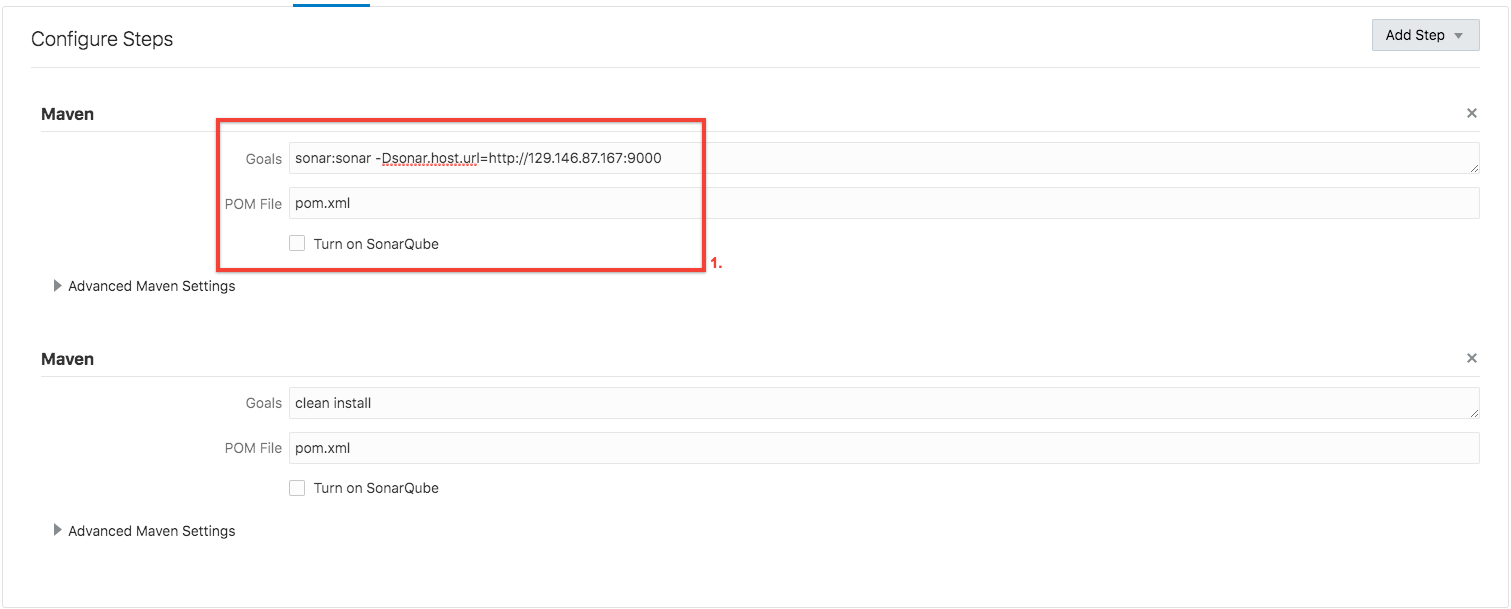 Configure Steps
Add Step
Maven
Goals sonar:sonar -Dsonar.host.url=http://129.146.87.167:9000
POM File pom.xml
Turn on SonarQube
1.
Advanced Maven Settings
Maven
Goals clean install
POM File pom.xml
Turn on SonarQube
Advanced Maven Settings